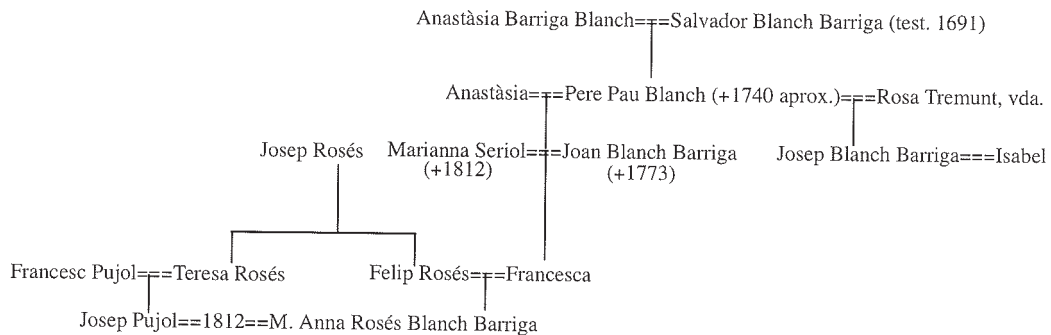 Anastàsia Barriga Blanch===Salvador Blanch Barriga (test. 1691)
Anastàsia===Pere Pau Blanch (+1740 aprox.)===Rosa Tremunt, vda.
Josep Rosés Marianna Seriol===Joan Blanch Barriga Josep Blanch Barriga===Isabel
(+1812) (+1773)
Francesc Pujol===Teresa Rosés Felip Rosés===Francesca
Josep Pujol==1812==M. Anna Rosés Blanch Barriga